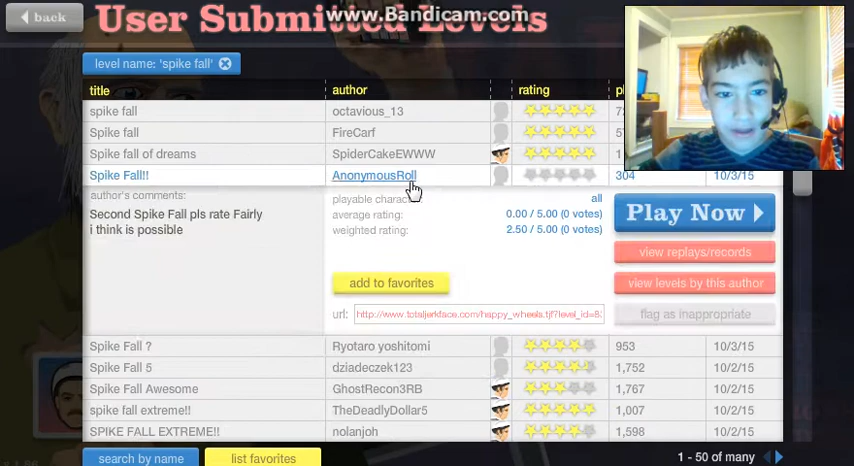 www.Bandicam.com
back
User Submitted Levels
level name: 'spike fall'
title author rating
spike fall octavious_13
Spike fall FireCarf
Spike fall of dreams SpiderCakeEWWW
Spike Fall!! AnonymousRoll 304 10/3/15
author's comments:
Second Spike Fall pls rate Fairly
i think is possible
all
average rating: 0.00 / 5.00 (0 votes)
weighted rating: 2.50 / 5.00 (0 votes)
Play Now
view replays/records
add to favorites
view levels by this author
url: http://www.totaljerkface.com/happy_wheels.tjf?level_id=8
flag as inappropriate
Spike Fall ? Ryotaro yoshitomi 953 10/3/15
Spike Fall 5 dziadeczek123 1,752 10/2/15
Spike Fall Awesome GhostRecon3RB 1,767 10/2/15
spike fall extreme!! TheDeadlyDollar5 1,007 10/2/15
SPIKE FALL EXTREME!! nolanjoh 1,598 10/2/15
search by name
list favorites
1 - 50 of many